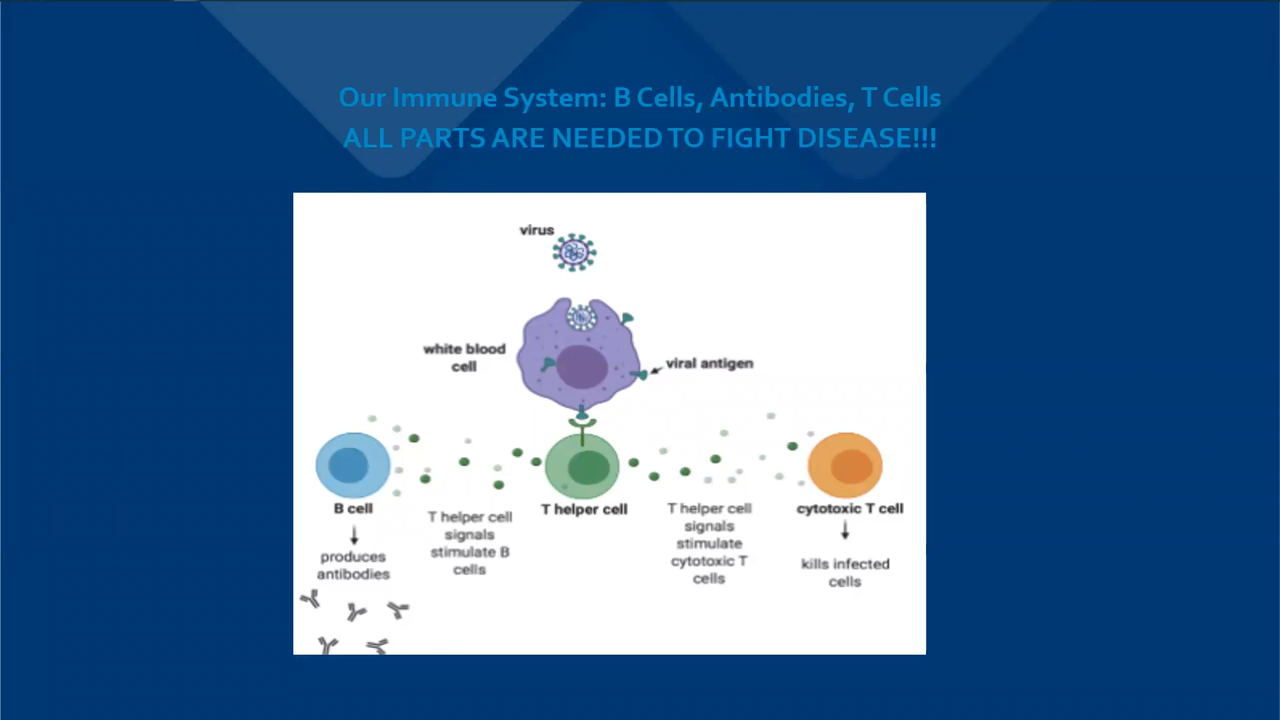 Our Immune System: B Cells, Antibodies, T Cells
ALL PARTS ARE NEEDED TO FIGHT DISEASE!!!
virus
white blood
cell
viral antigen
B cell
T helper cell
cytotoxic T cell
T helper cell
signals
stimulate B
cells
T helper cell
signals
stimulate
cytotoxic T
cells
produces
antibodies
kills infected
cells